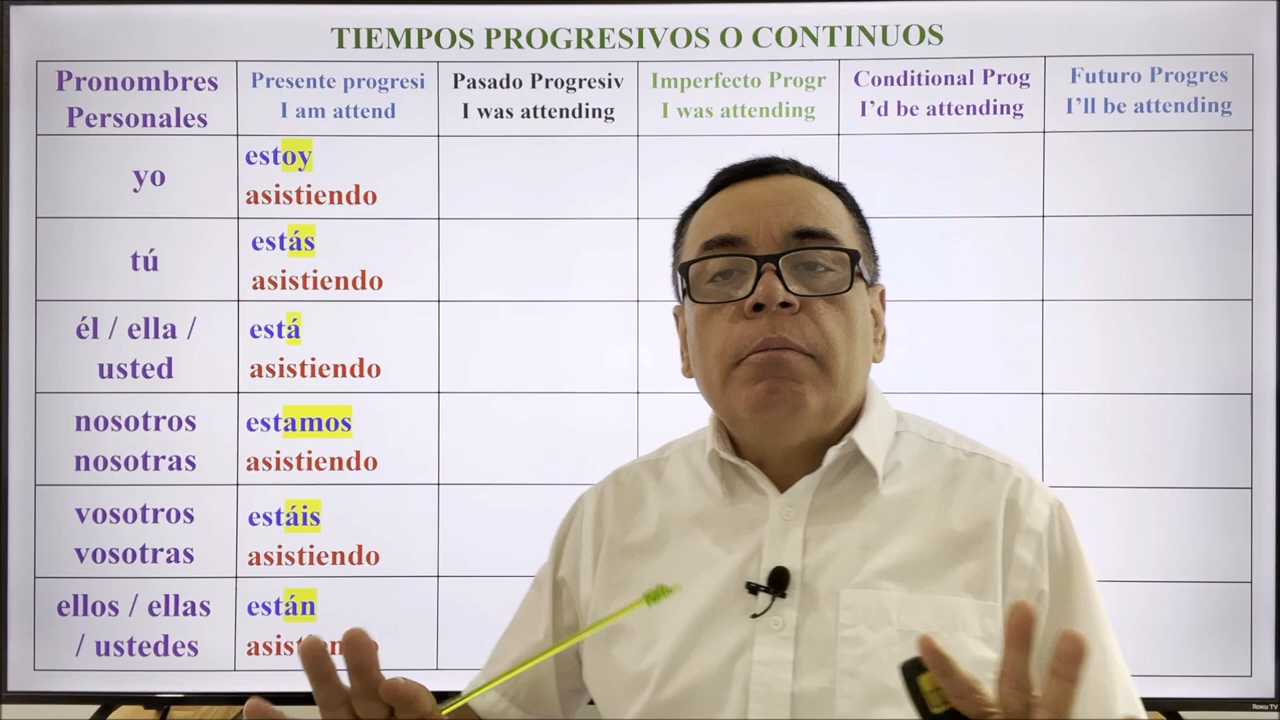 TIEMPOS PROGRESIVOS O CONTINUOS
Pronombres
Personales
Presente progresi
I am attend
Pasado Progresiv
I was attending
Imperfecto Progr
I was attending
Conditional Prog
I'd be attending
Futuro Progres
I'll be attending
yo
estoy
asistiendo
tú
estás
asistiendo
él / ella /
usted
está
asistiendo
nosotros
nosotras
estamos
asistiendo
vosotros
vosotras
estáis
asistiendo
ellos / ellas
/ ustedes
están
Roku TV